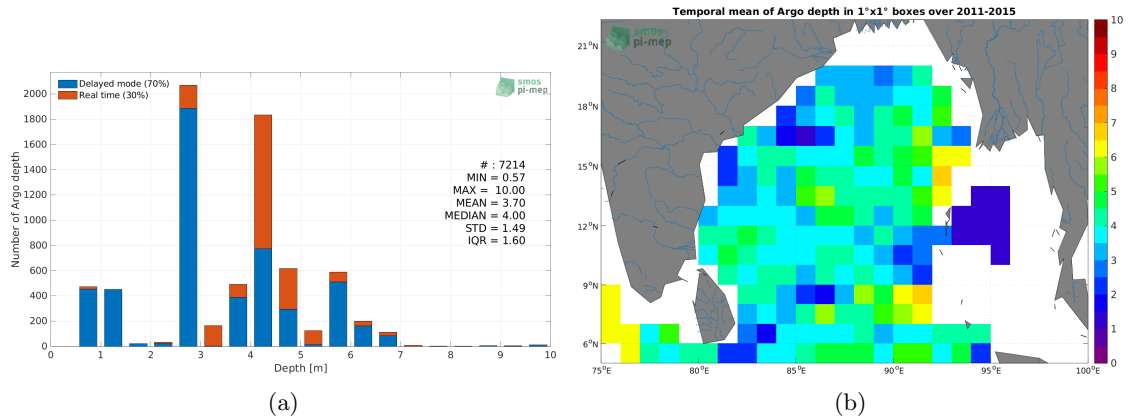 smos
pi-mep
Delayed mode (70%)
Real time (30%)
# : 7214
MIN = 0.57
MAX = 10.00
MEAN = 3.70
MEDIAN = 4.00
STD = 1.49
IQR = 1.60
Number of Argo depth
2000
1800
1600
1400
1200
1000
800
600
400
200
0
0 1 2 3 4 5 6 7 8 9 10
Depth [m]
(a)
Temporal mean of Argo depth in 1°x1° boxes over 2011-2015
smos
pi-mep
21°N
18°N
15°N
12°N
9°N
6°N
75°E 80°E 85°E 90°E 95°E 100°E
10
9
8
7
6
5
4
3
2
1
0
(b)